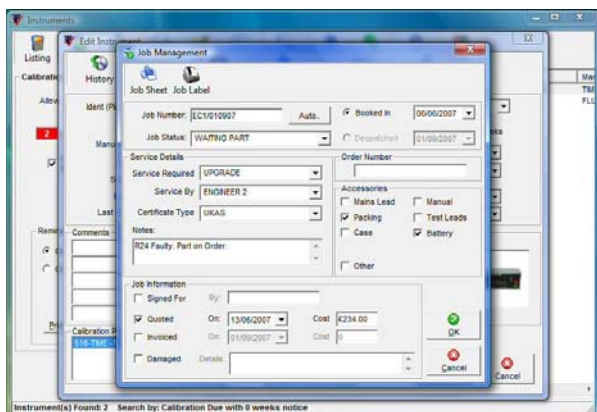 Instruments
Edit Instrument
Job Management
Listing
History
Job Sheet Job Label
Job Number: EC1/010907 Auto.. Booked In 06/06/2007
Job Status: WAITING PART Despatched 01/09/2007
Service Details
Service Required UPGRADE
Service By ENGINEER 2
Certificate Type UKAS
Notes:
R24 Faulty. Part on Order.
Order Number
Accessories
Mains Lead Manual
Packing Test Leads
Case Battery
Other
Job Information
Signed For By:
Quoted On: 13/06/2007 Cost €234.00
Invoiced On: 01/09/2007 Cost 0
Damaged Details:
OK
Cancel
Comments
2
Cancel
Instrument(s) Found: 2 Search by: Calibration Due with 0 weeks notice